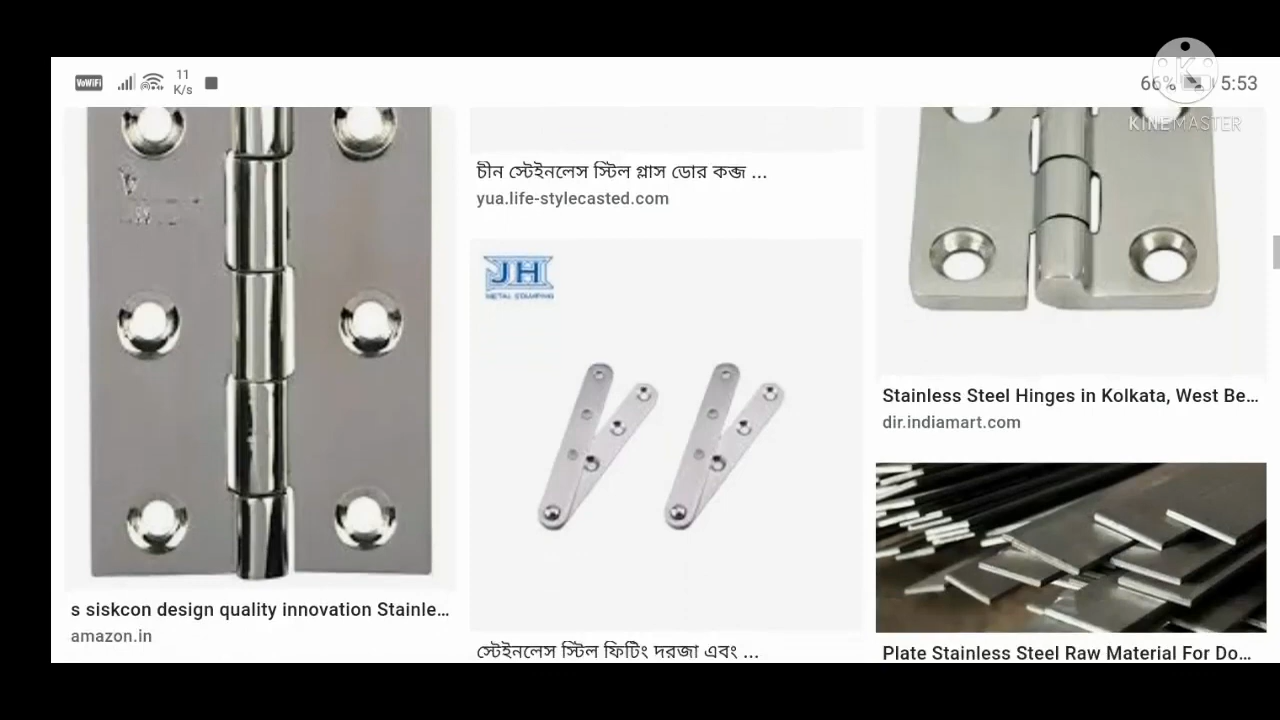 VoWiFi
11
K/s
66%
5:53
KINEMASTER
চীন স্টেইনলেস স্টিল গ্লাস ডোর কব্জ ...
yua.life-stylecasted.com
JH
METAL STAMPING
Stainless Steel Hinges in Kolkata, West Be...
dir.indiamart.com
s siskcon design quality innovation Stainle...
amazon.in
স্টেইনলেস স্টিল ফিটিং দরজা এবং ...
Plate Stainless Steel Raw Material For Do...